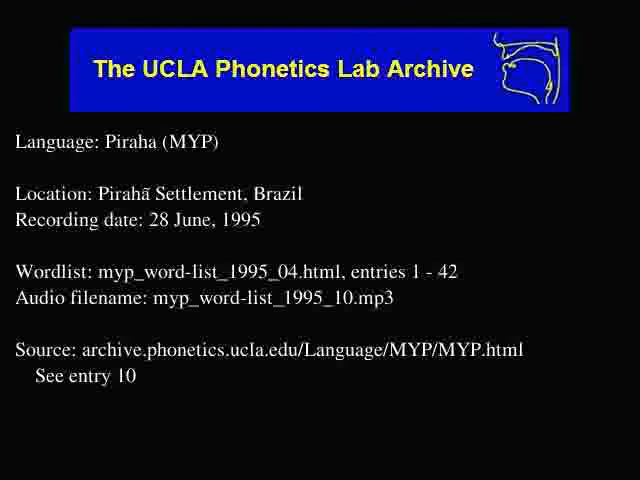 The UCLA Phonetics Lab Archive
Language: Piraha (MYP)
Location: Pirahã Settlement, Brazil
Recording date: 28 June, 1995
Wordlist: myp_word-list_1995_04.html, entries 1 - 42
Audio filename: myp_word-list_1995_10.mp3
Source: archive.phonetics.ucla.edu/Language/MYP/MYP.html
See entry 10